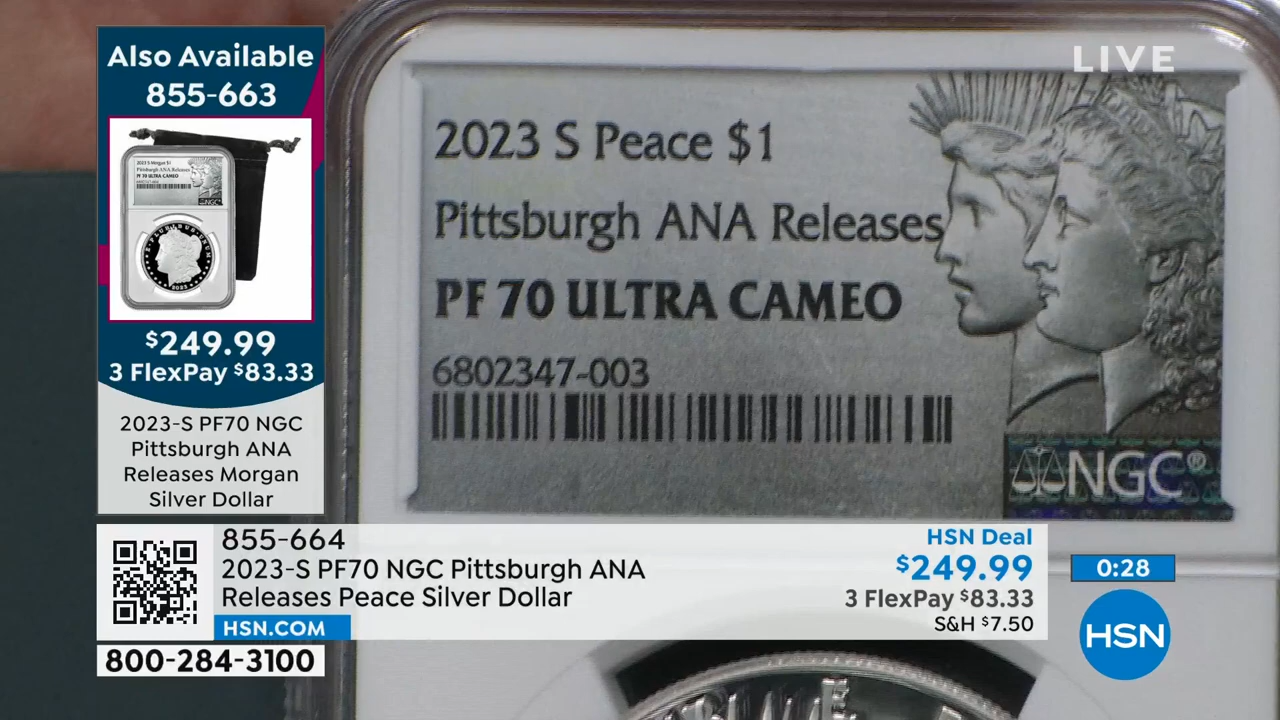 Also Available
855-663
2023 S Morgan $1
Pittsburgh ANA Releases
PF 70 ULTRA CAMEO
NGC
2023
$249.99
3 FlexPay $83.33
2023-S PF70 NGC
Pittsburgh ANA
Releases Morgan
Silver Dollar
LIVE
2023 S Peace $1
Pittsburgh ANA Releases
PF 70 ULTRA CAMEO
6802347-003
NGC®
855-664
2023-S PF70 NGC Pittsburgh ANA
Releases Peace Silver Dollar
HSN.COM
800-284-3100
HSN Deal
$249.99
3 FlexPay $83.33
S&H $7.50
0:28
HSN